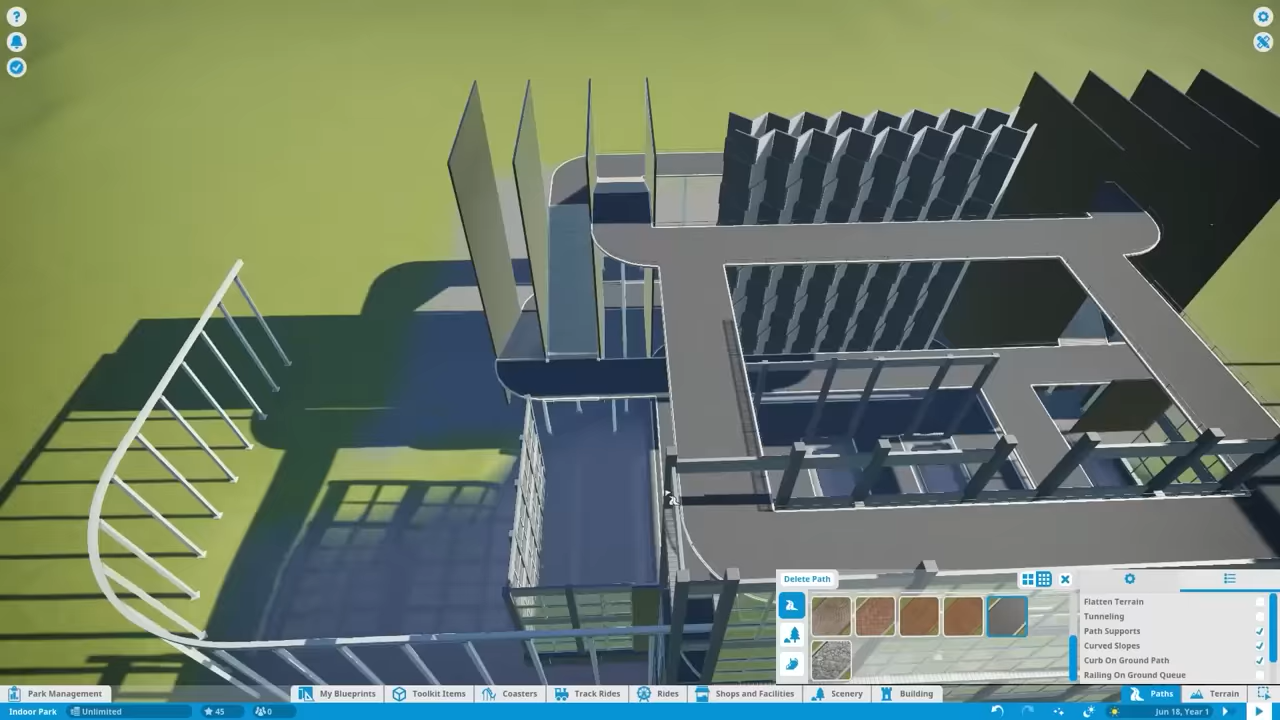 Delete Path
Flatten Terrain
Tunneling
Path Supports
Curved Slopes
Curb On Ground Path
Railing On Ground Queue
Park Management
My Blueprints
Toolkit Items
Coasters
Track Rides
Rides
Shops and Facilities
Scenery
Building
Paths
Terrain
Indoor Park
Unlimited
45
0
Jun 18, Year 1